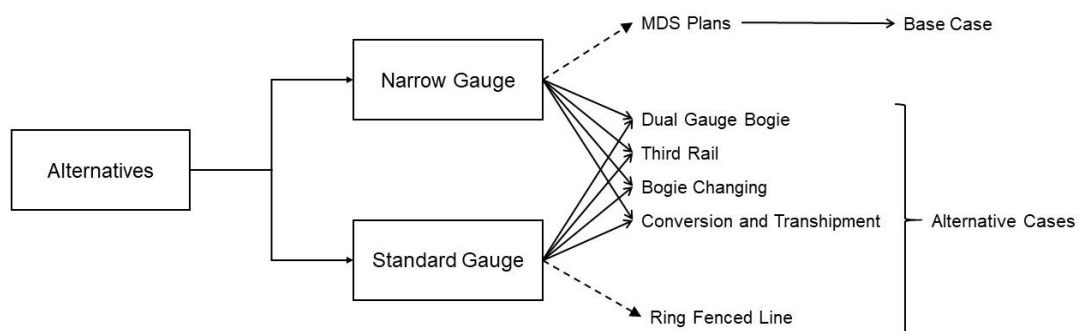 MDS Plans
Base Case
Narrow Gauge
Dual Gauge Bogie
Third Rail
Alternatives
Bogie Changing
Conversion and Transhipment
Alternative Cases
Standard Gauge
Ring Fenced Line